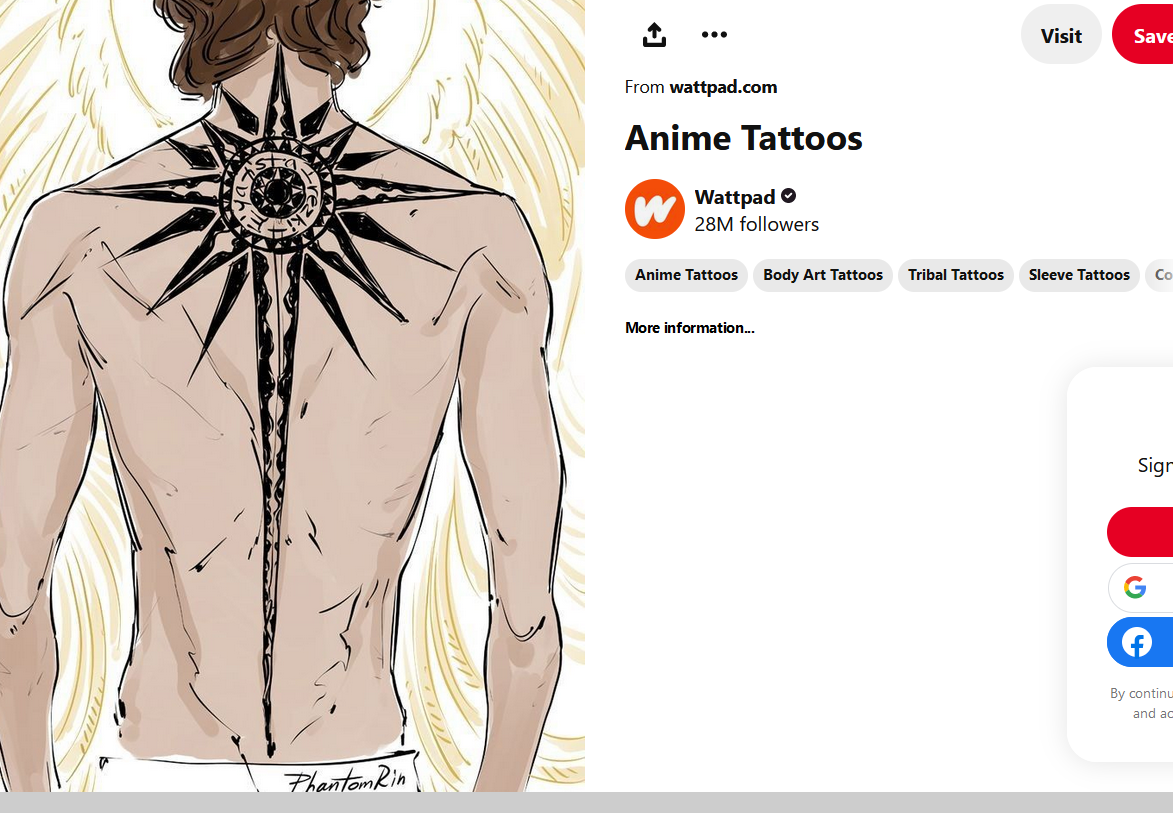 Visit
Save
From wattpad.com
Anime Tattoos
Wattpad
28M followers
Anime Tattoos
Body Art Tattoos
Tribal Tattoos
Sleeve Tattoos
Co
More information...
Sign
By continu
and ac
PhantomRin